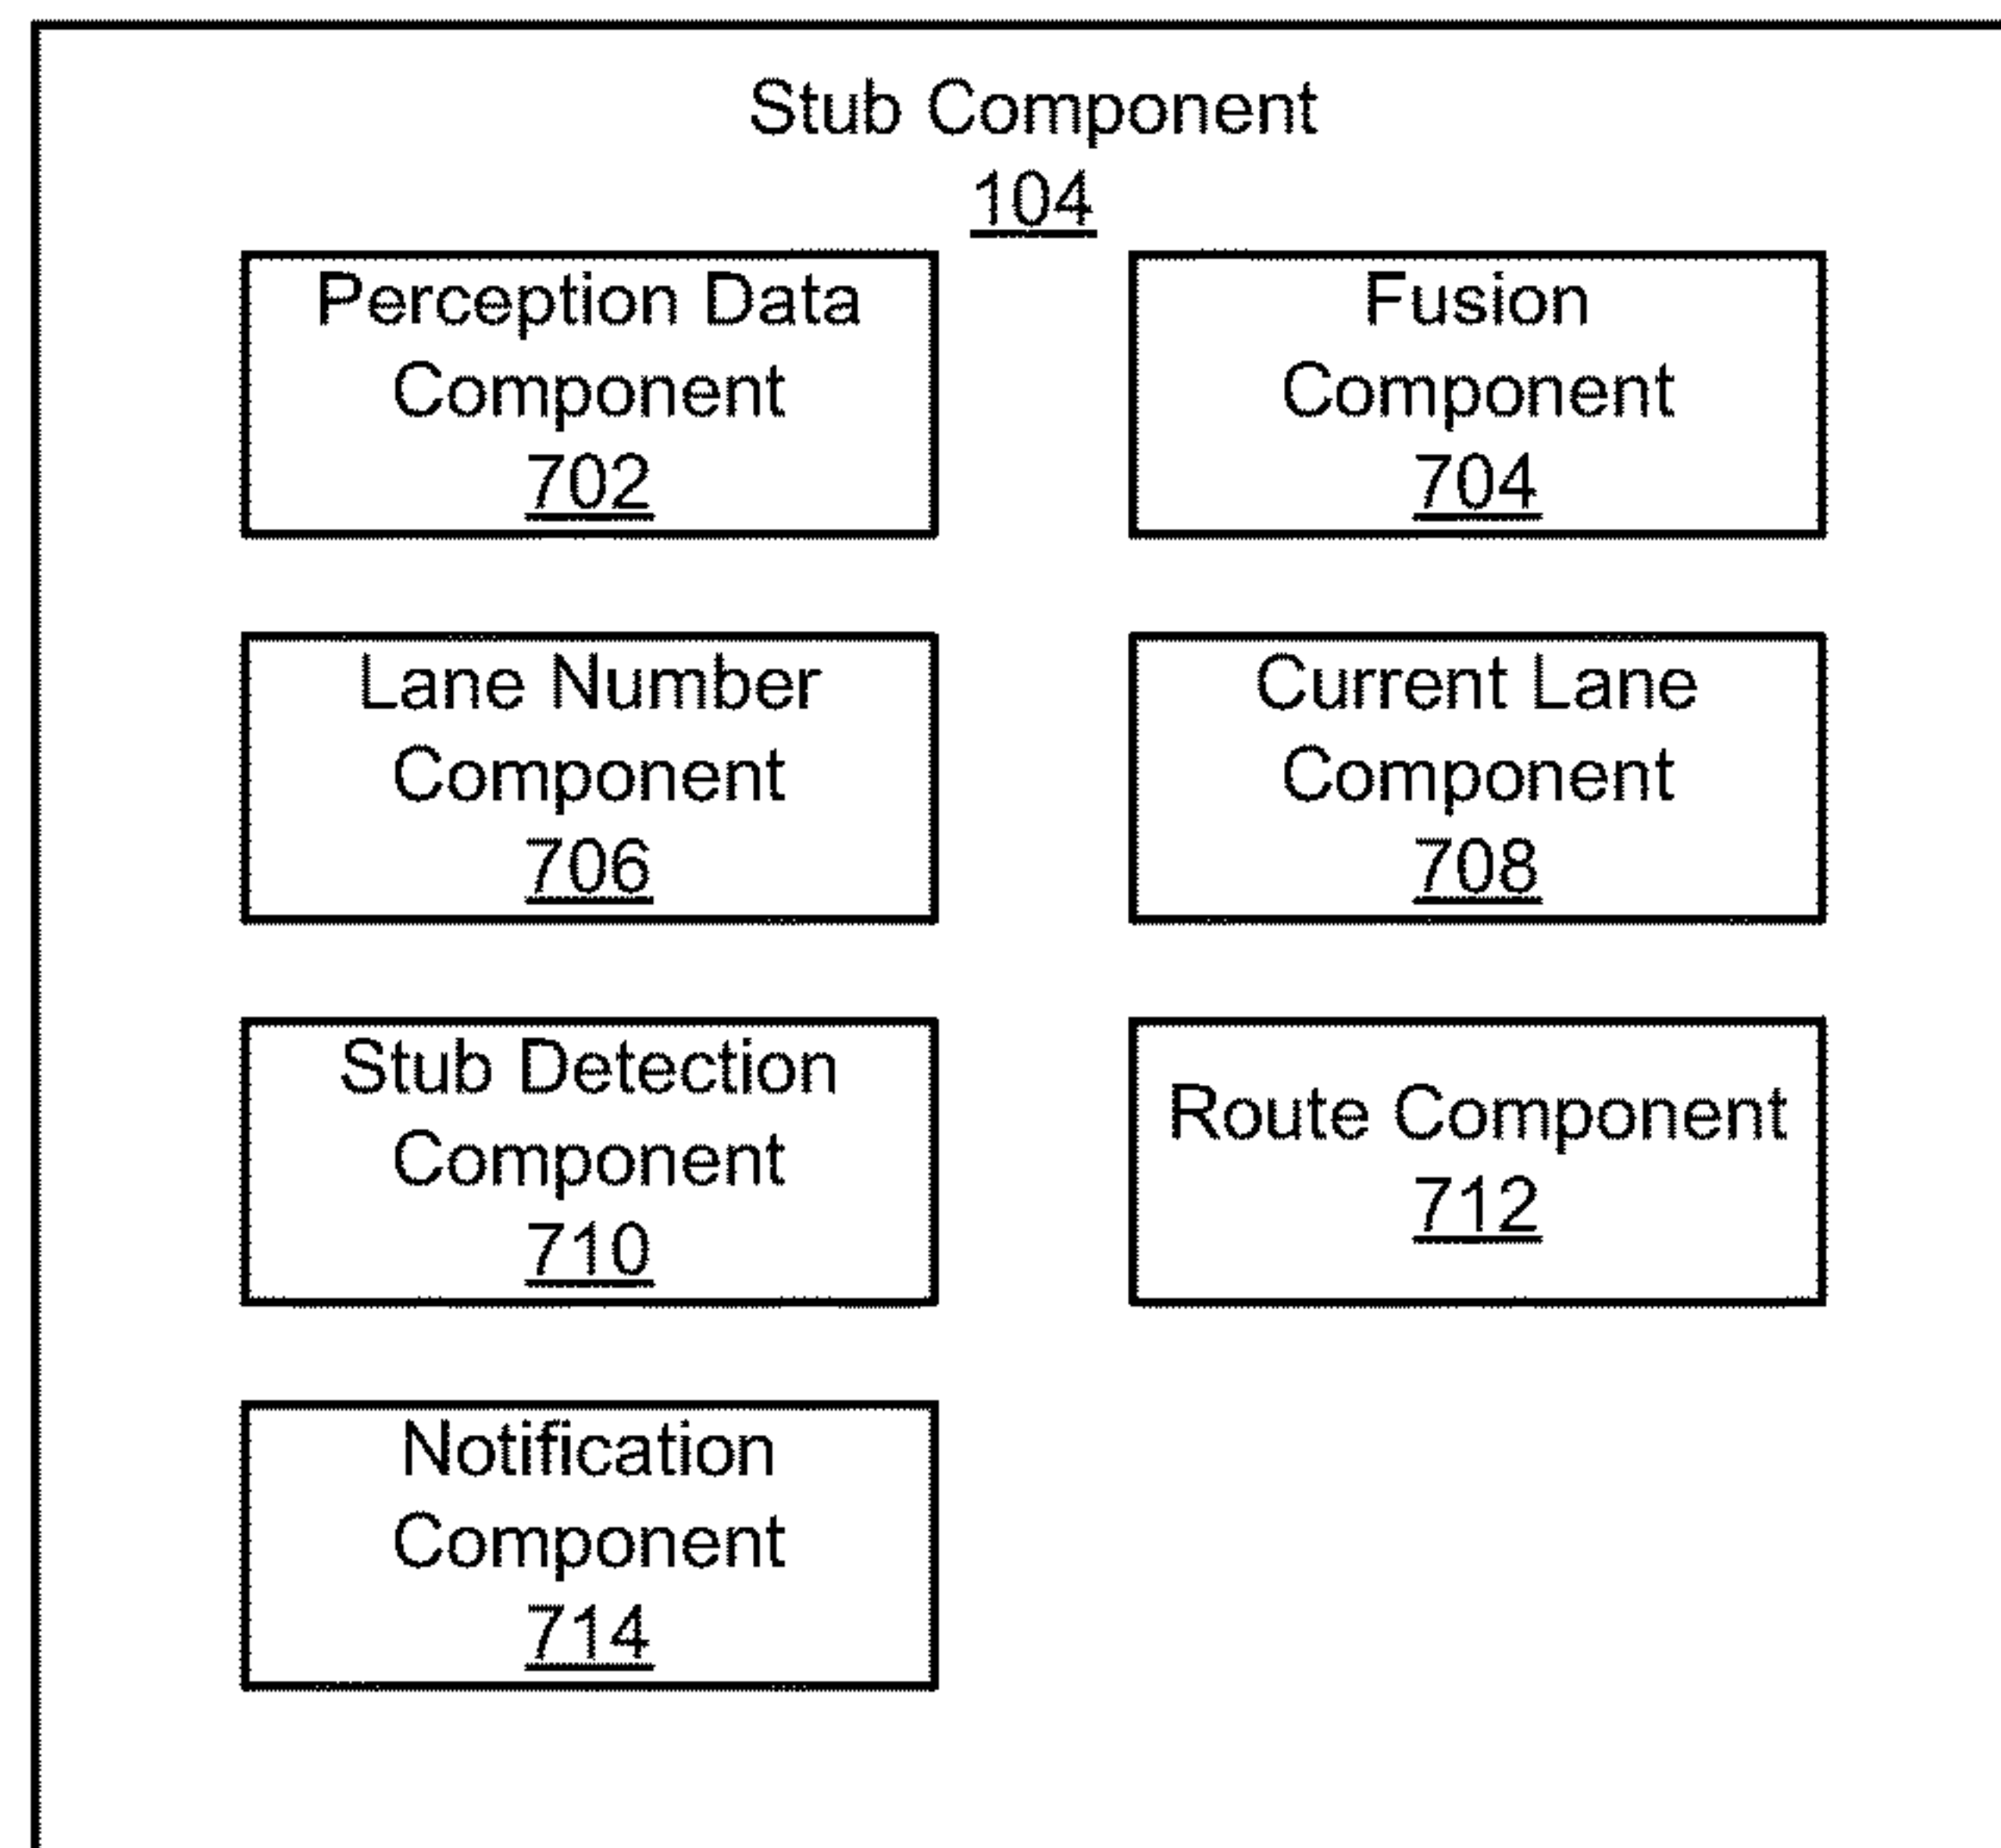 Stub Component
104
Perception Data
Component
702
Fusion
Component
704
Lane Number
Component
706
Current Lane
Component
708
Stub Detection
Component
710
Route Component
712
Notification
Component
714